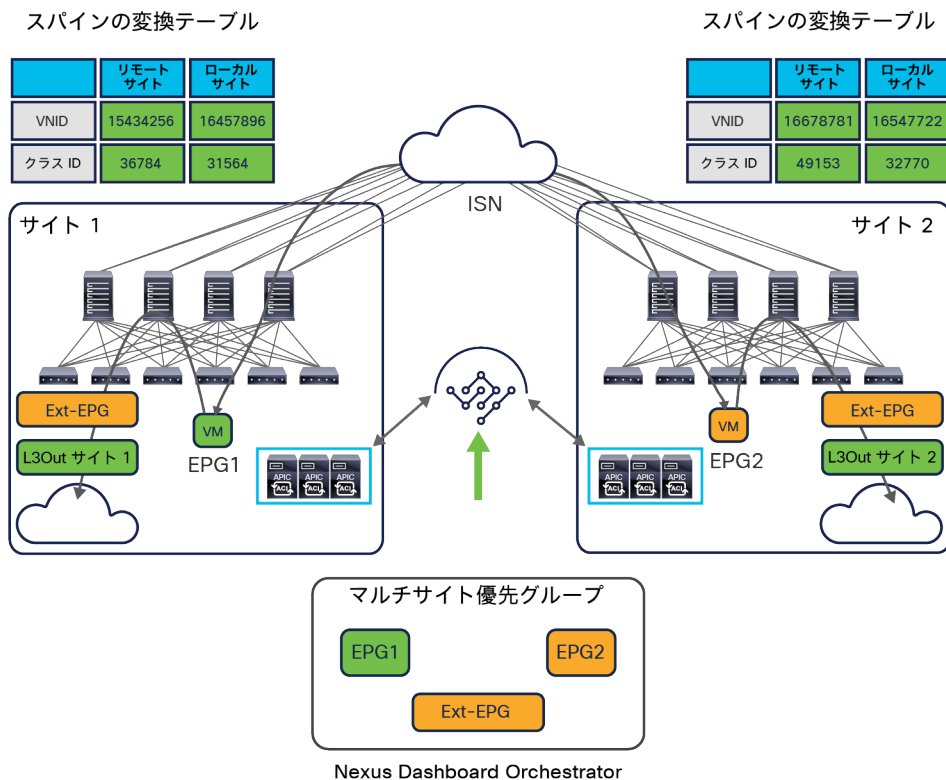 スパインの変換テーブル
リモート
サイト
ローカル
サイト
VNID
15434256
16457896
クラス ID
36784
31564
スパインの変換テーブル
リモート
サイト
ローカル
サイト
VNID
16678781
16547722
クラス ID
49153
32770
ISN
サイト 1
サイト 2
Ext-EPG
L3Out サイト 1
VM
EPG1
APIC
APIC
APIC
ACI
ACI
ACI
APIC
APIC
APIC
ACI
ACI
ACI
VM
EPG2
Ext-EPG
L3Out サイト 2
マルチサイト優先グループ
EPG1
EPG2
Ext-EPG
Nexus Dashboard Orchestrator